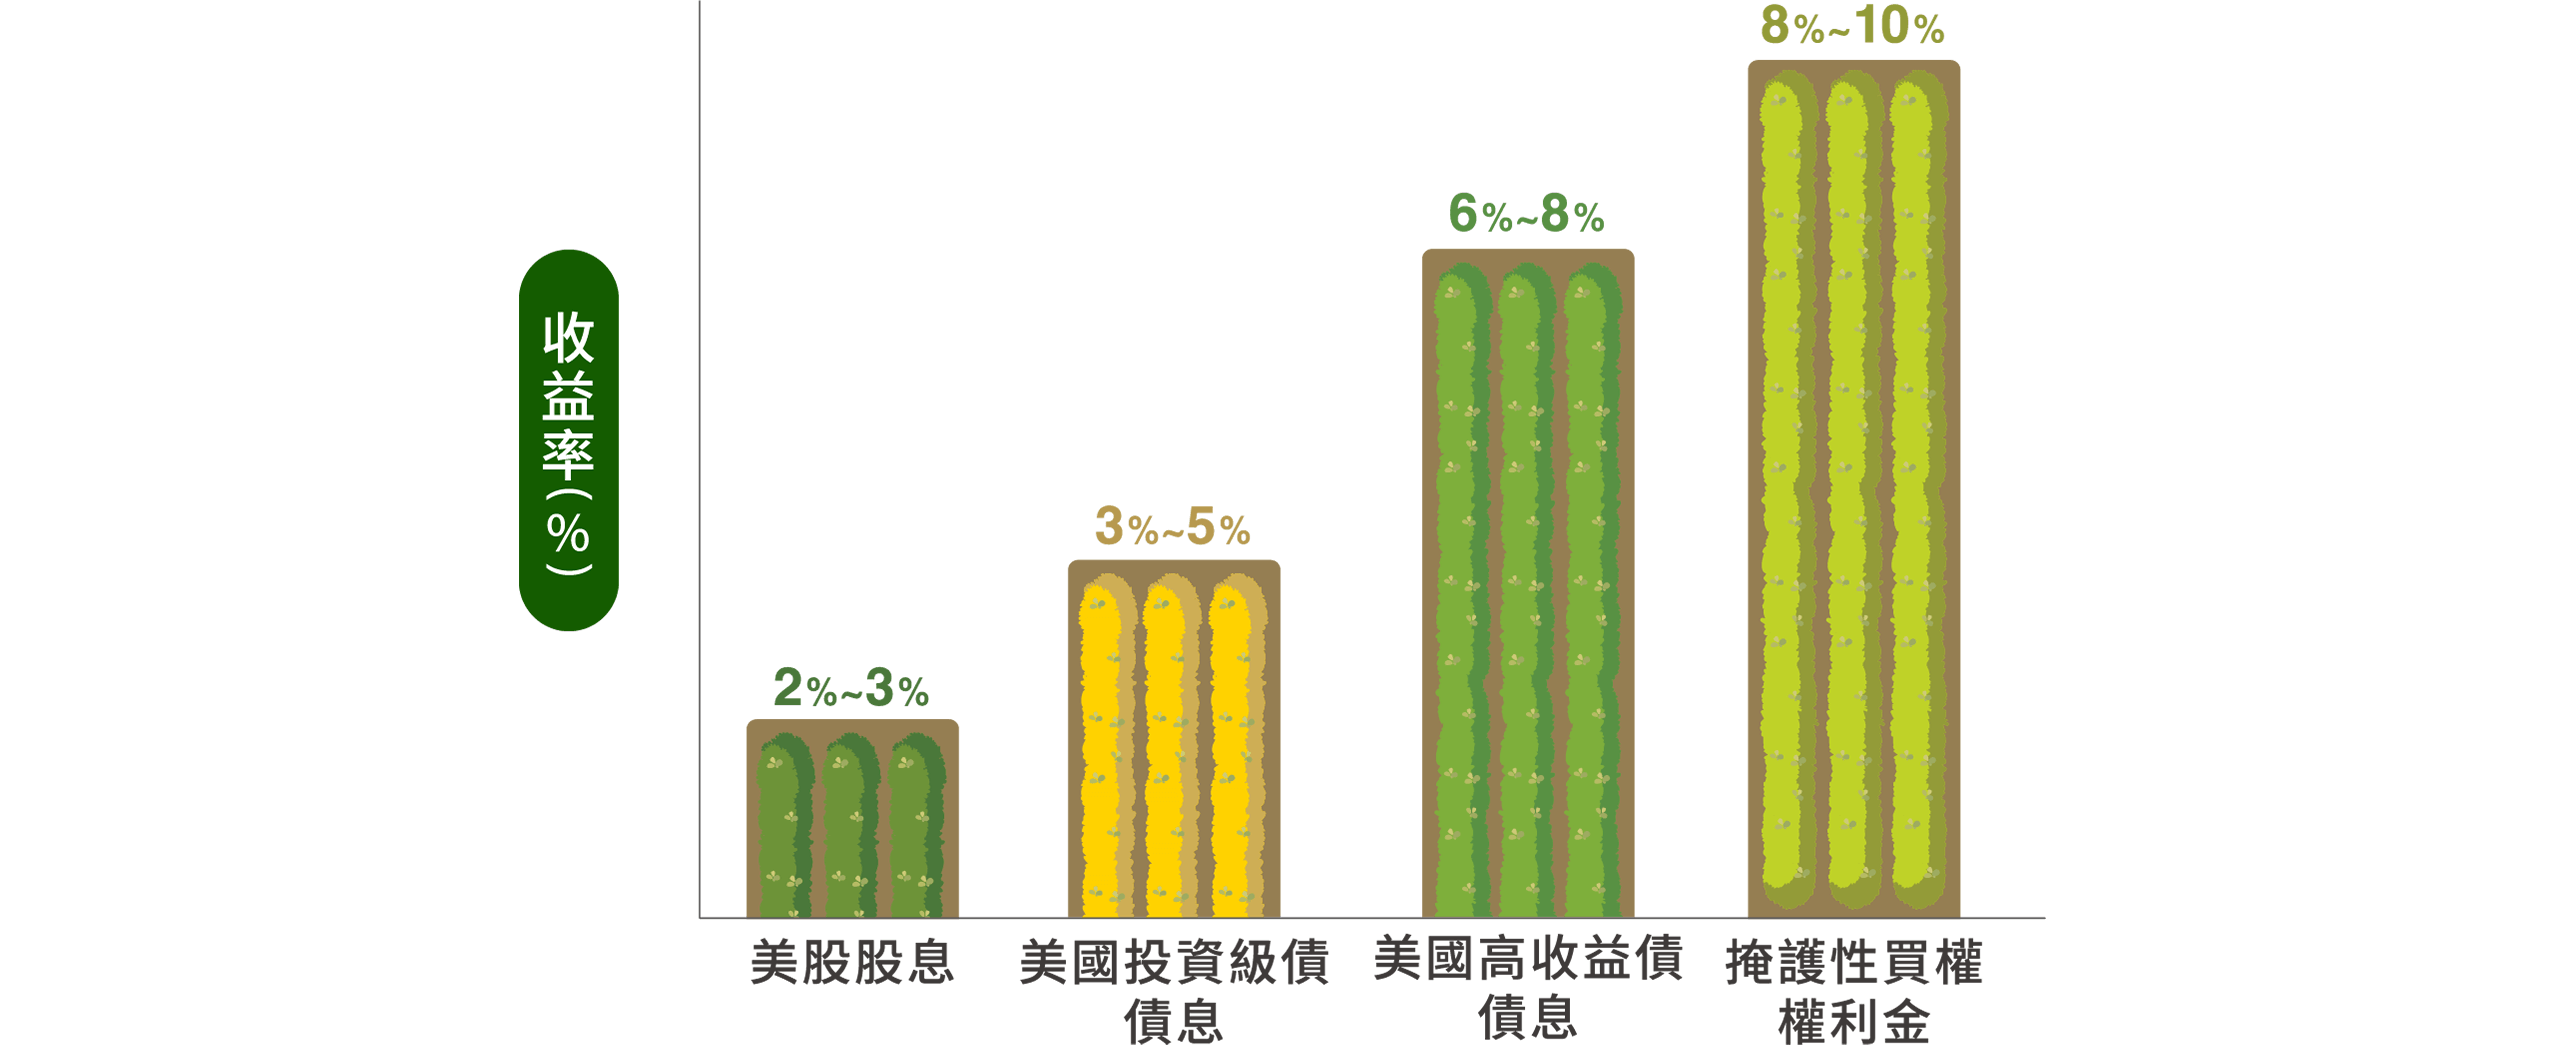 收益率(%)
8%~10%
6%~8%
3%~5%
2%~3%
美股股息
美國投資級債
債息
美國高收益債
債息
掩護性買權
權利金